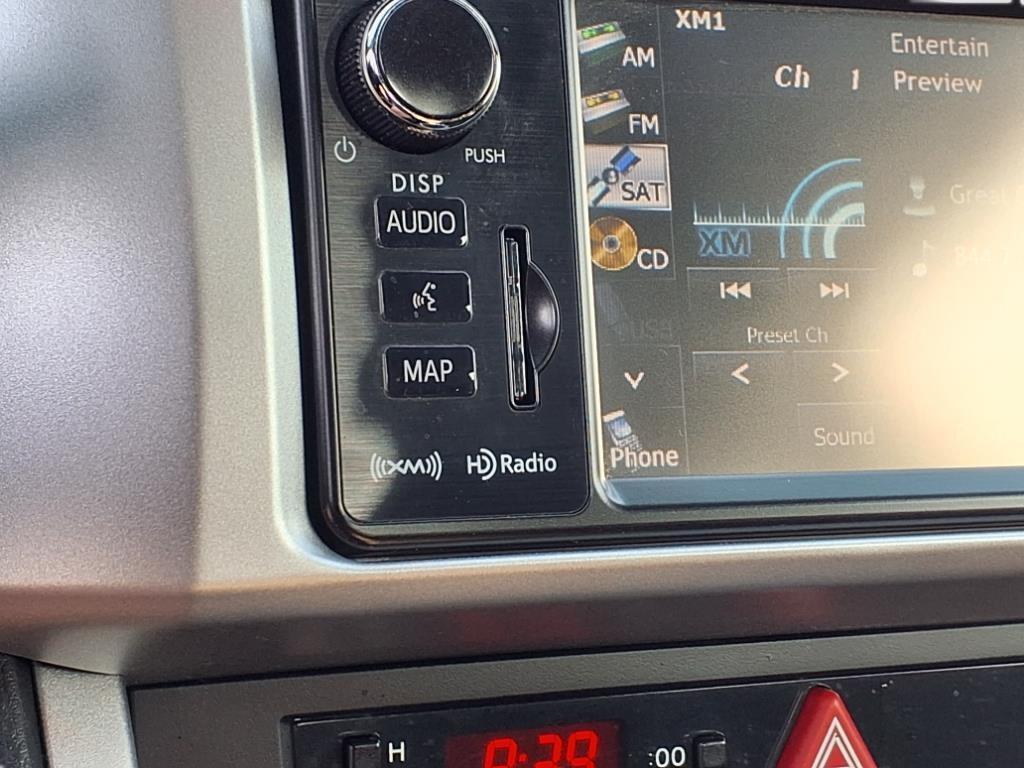 PUSH
DISP
AUDIO
MAP
((XM)) HD Radio
AM
FM
SAT
CD
Phone
XM1
Ch 1
Entertain
Preview
XM
Great
Preset Ch
< >
Sound
H
:00